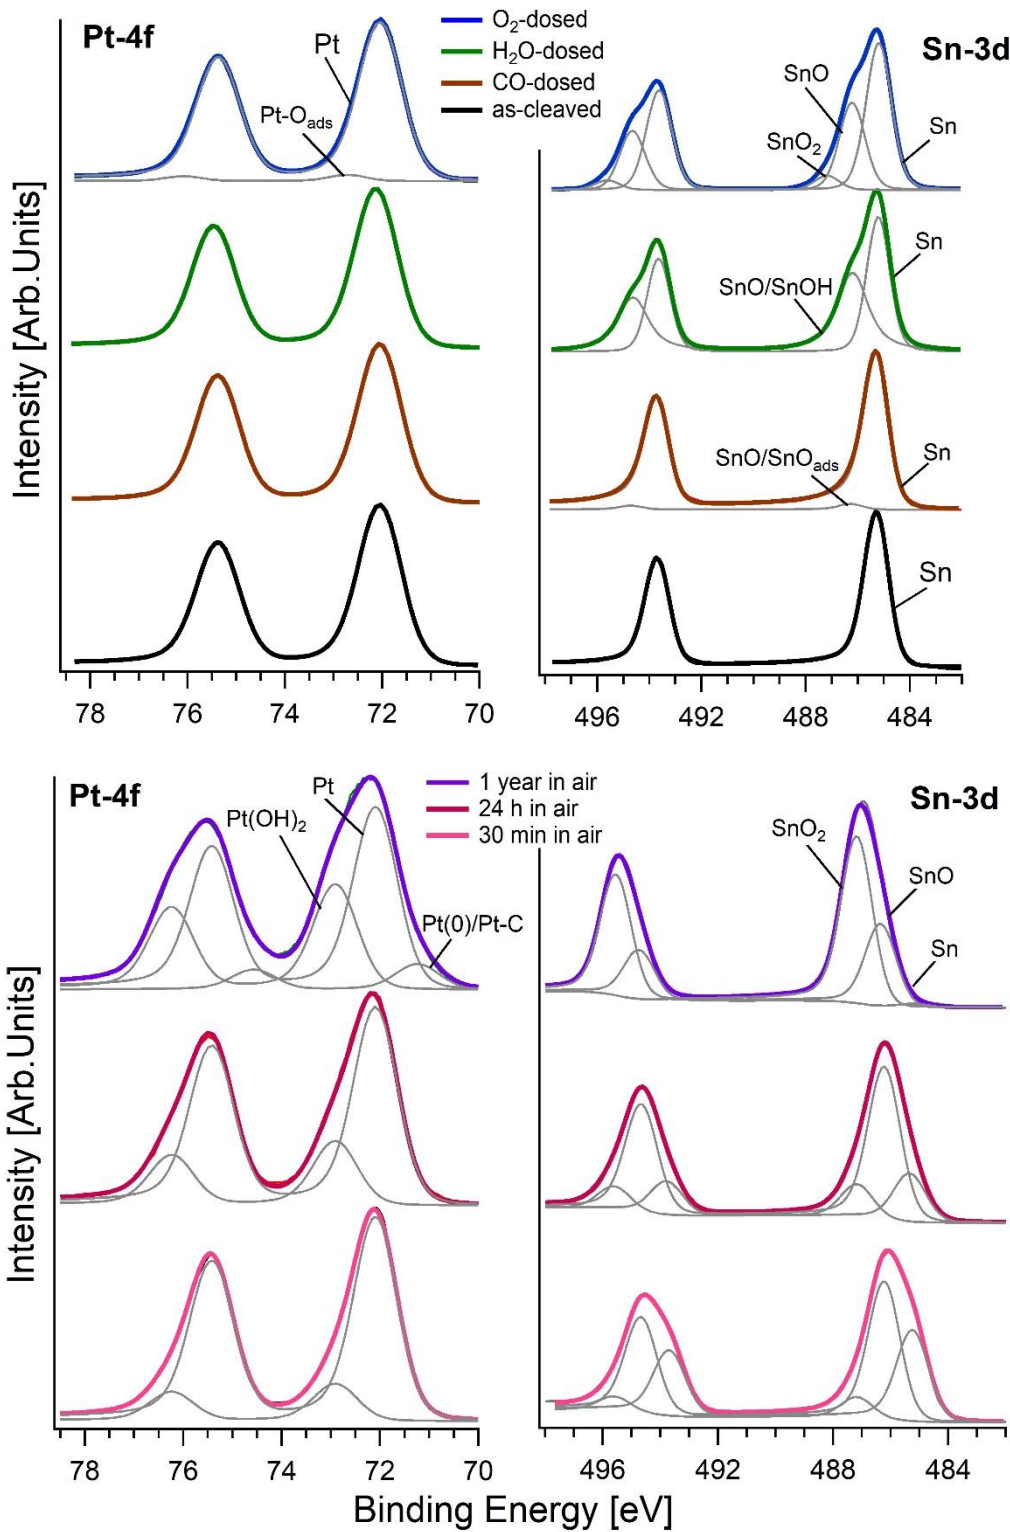 Pt-4f
O₂-dosed
H₂O-dosed
CO-dosed
as-cleaved
Sn-3d
Pt
Pt-Oads
SnO
SnO₂
Sn
Sn
SnO/SnOH
SnO/SnOads
Sn
Sn
Intensity [Arb.Units]
78
76
74
72
70
496
492
488
484
Pt-4f
1 year in air
24 h in air
30 min in air
Sn-3d
Pt
Pt(OH)₂
Pt(0)/Pt-C
SnO₂
SnO
Sn
Intensity [Arb.Units]
78
76
74
72
70
496
492
488
484
Binding Energy [eV]